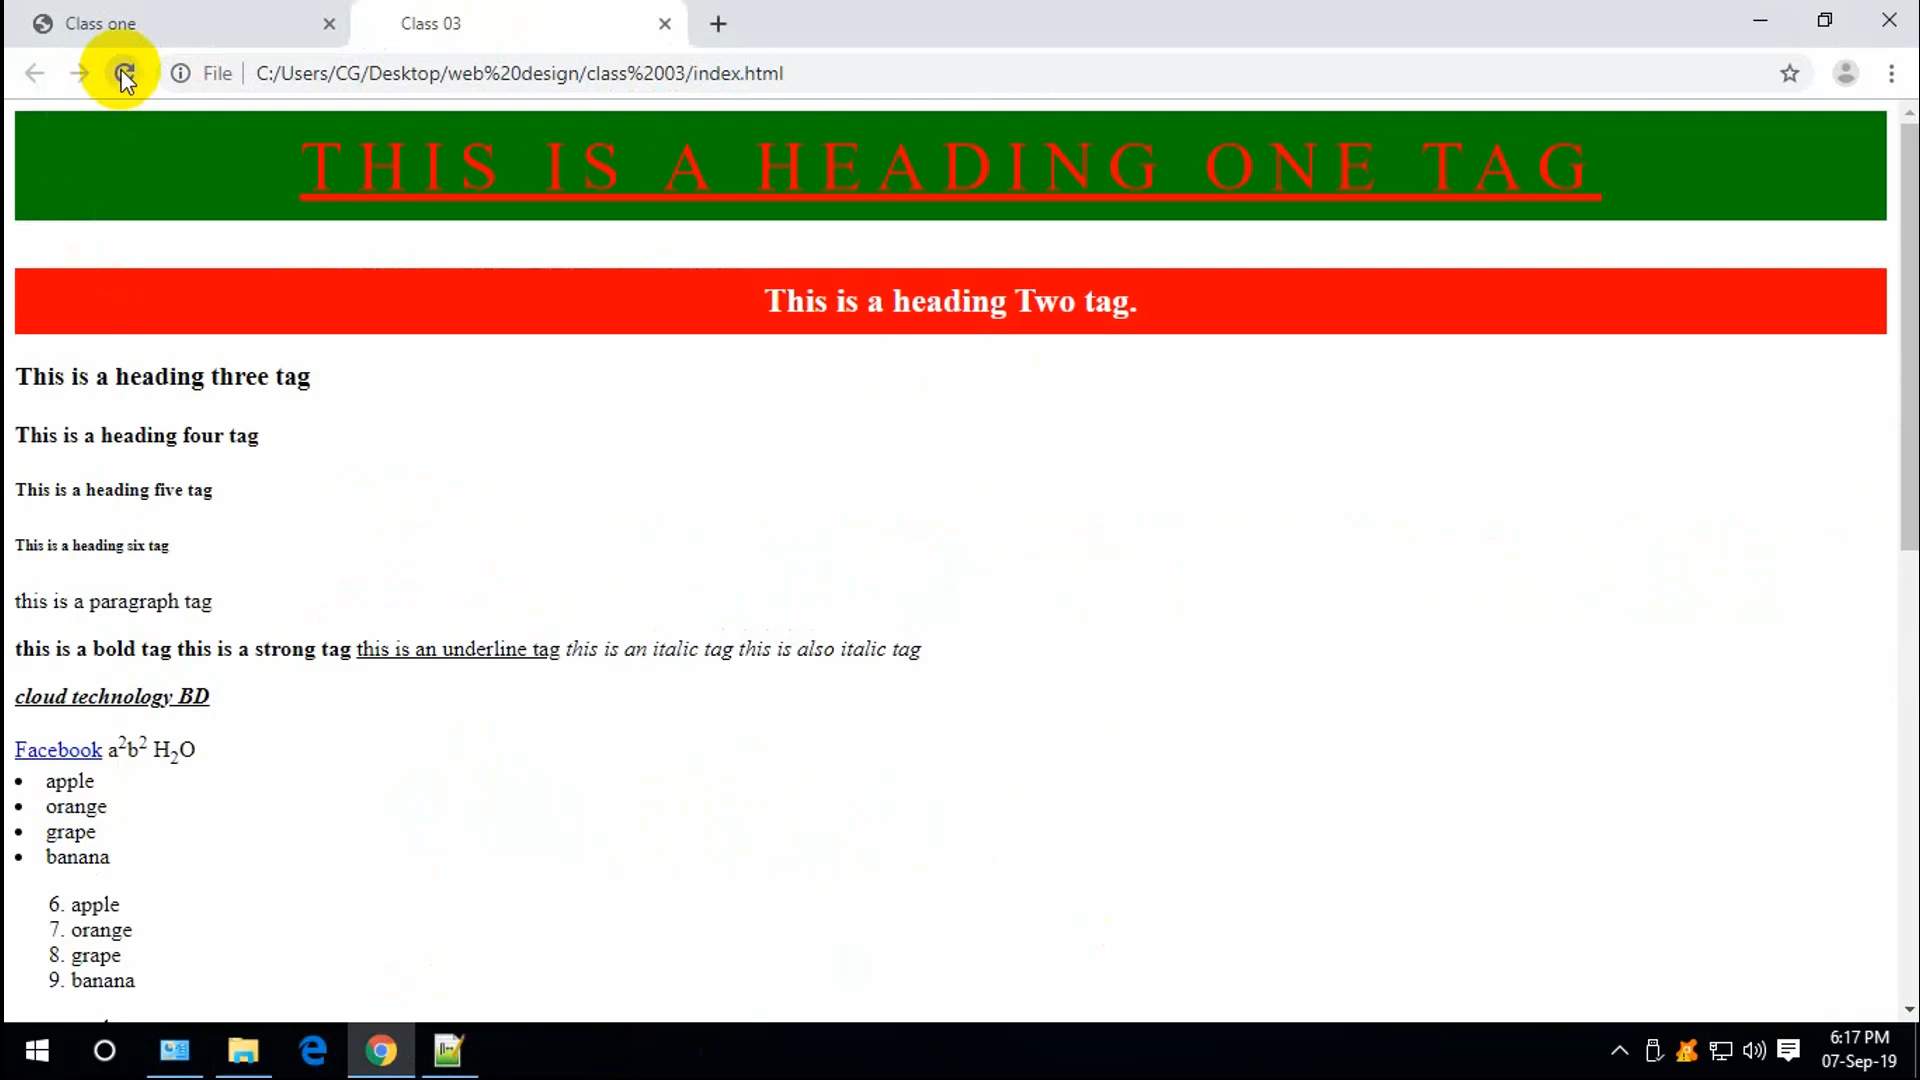 Class one
Class 03
File
C:/Users/CG/Desktop/web%20design/class%2003/index.html
THIS IS A HEADING ONE TAG
This is a heading Two tag.
This is a heading three tag
This is a heading four tag
This is a heading five tag
This is a heading six tag
this is a paragraph tag
this is a bold tag this is a strong tag this is an underline tag this is an italic tag this is also italic tag
cloud technology BD
Facebook a²b² H₂O
• apple
• orange
• grape
• banana
6. apple
7. orange
8. grape
9. banana
6:17 PM
07-Sep-19